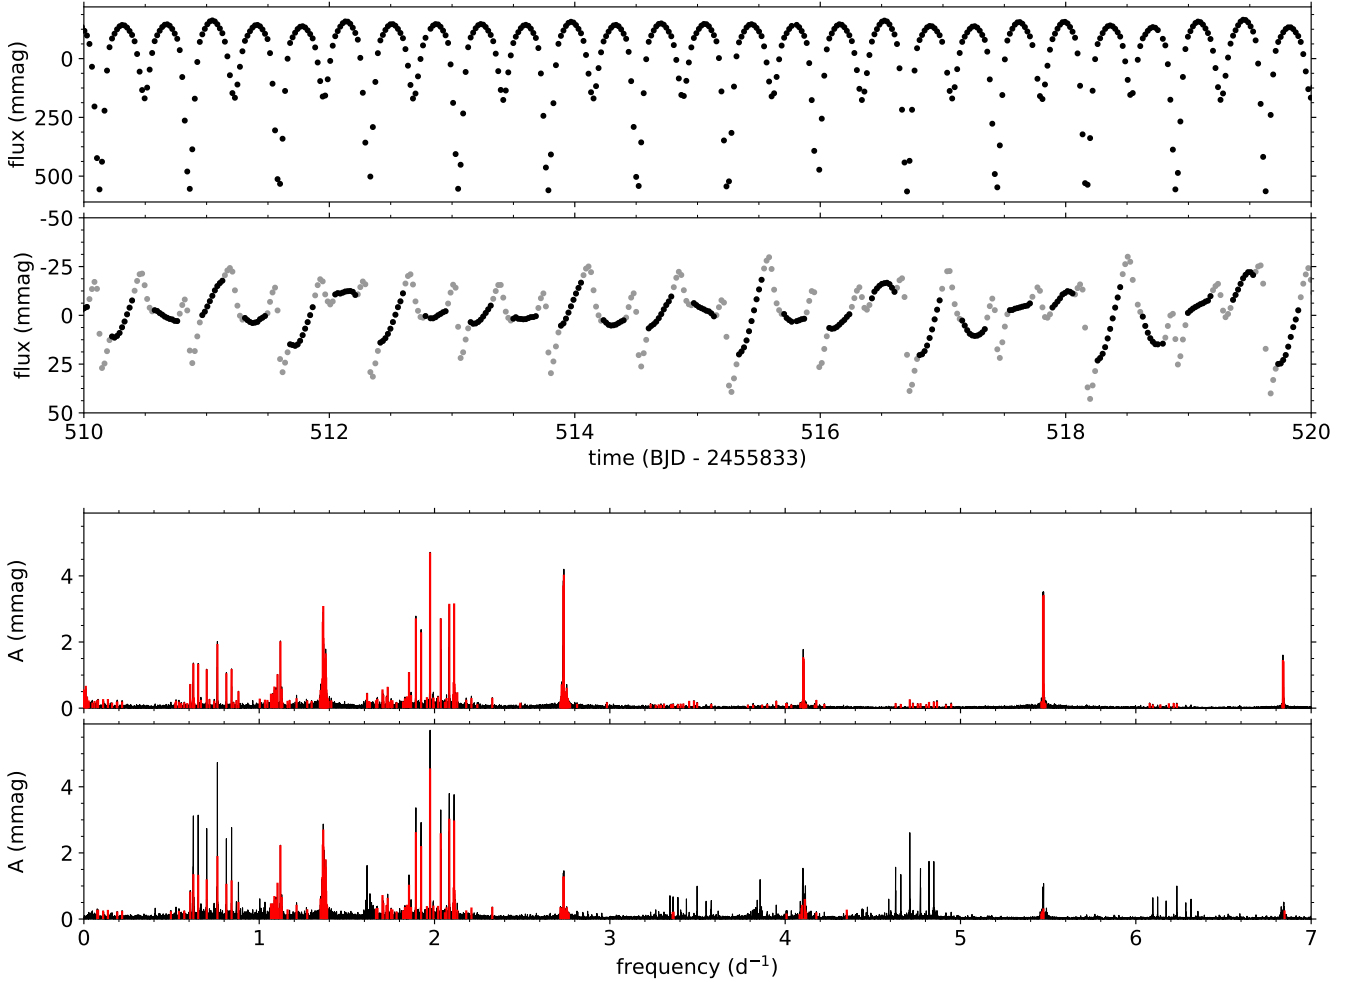 0
250
500
flux (mmag)
-50
-25
0
25
50
flux (mmag)
510 512 514 516 518 520
time (BJD - 2455833)
4
2
0
A (mmag)
4
2
0
A (mmag)
0 1 2 3 4 5 6 7
frequency (d⁻¹)